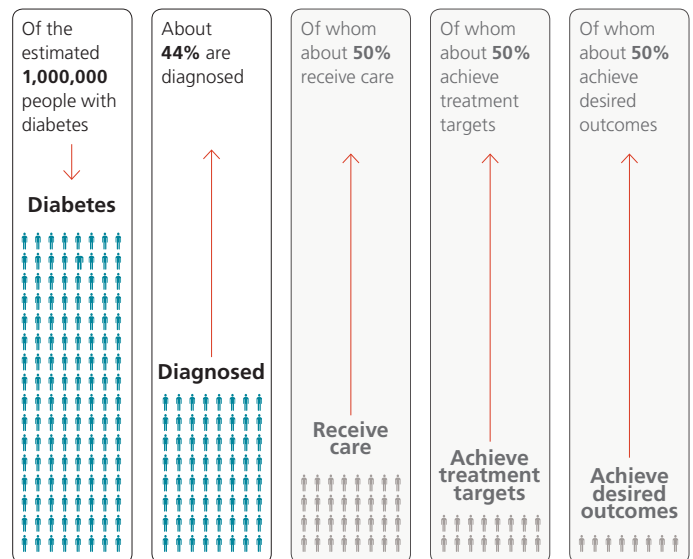 Of the
estimated
1,000,000
people with
diabetes
Diabetes
About
44% are
diagnosed
Diagnosed
Of whom
about 50%
receive care
Receive
care
Of whom
about 50%
achieve
treatment
targets
Achieve
treatment
targets
Of whom
about 50%
achieve
desired
outcomes
Achieve
desired
outcomes